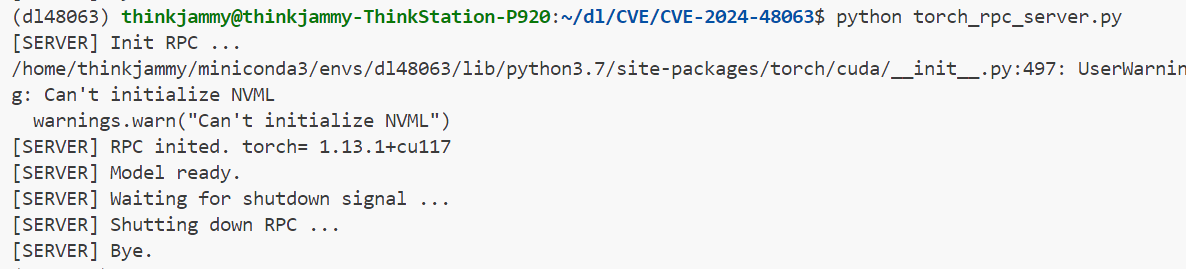 (dl48063) thinkjammy@thinkjammy-ThinkStation-P920:~/dl/CVE/CVE-2024-48063$ python torch_rpc_server.py
[SERVER] Init RPC ...
/home/thinkjammy/miniconda3/envs/dl48063/lib/python3.7/site-packages/torch/cuda/__init__.py:497: UserWarnin
g: Can't initialize NVML
  warnings.warn("Can't initialize NVML")
[SERVER] RPC inited. torch= 1.13.1+cu117
[SERVER] Model ready.
[SERVER] Waiting for shutdown signal ...
[SERVER] Shutting down RPC ...
[SERVER] Bye.